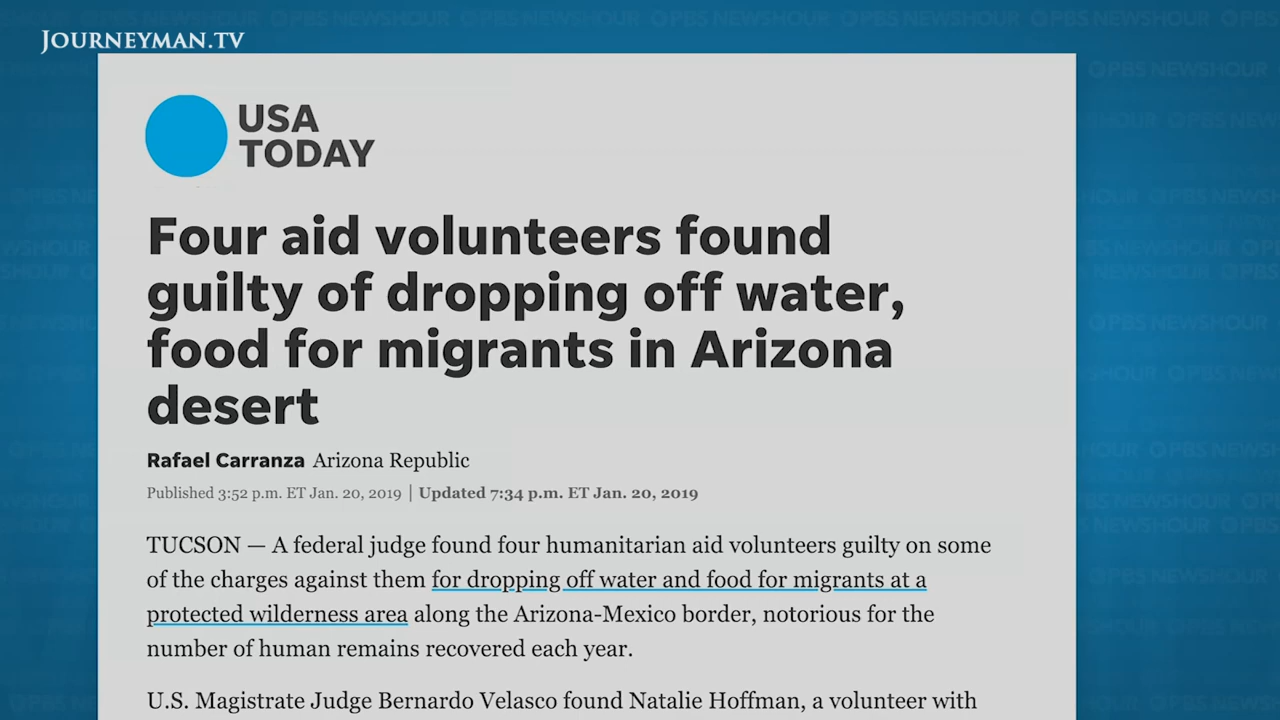 JOURNEYMAN.TV
USA
TODAY
Four aid volunteers found
guilty of dropping off water,
food for migrants in Arizona
desert
Rafael Carranza Arizona Republic
Published 3:52 p.m. ET Jan. 20, 2019 | Updated 7:34 p.m. ET Jan. 20, 2019
TUCSON — A federal judge found four humanitarian aid volunteers guilty on some
of the charges against them for dropping off water and food for migrants at a
protected wilderness area along the Arizona-Mexico border, notorious for the
number of human remains recovered each year.
U.S. Magistrate Judge Bernardo Velasco found Natalie Hoffman, a volunteer with